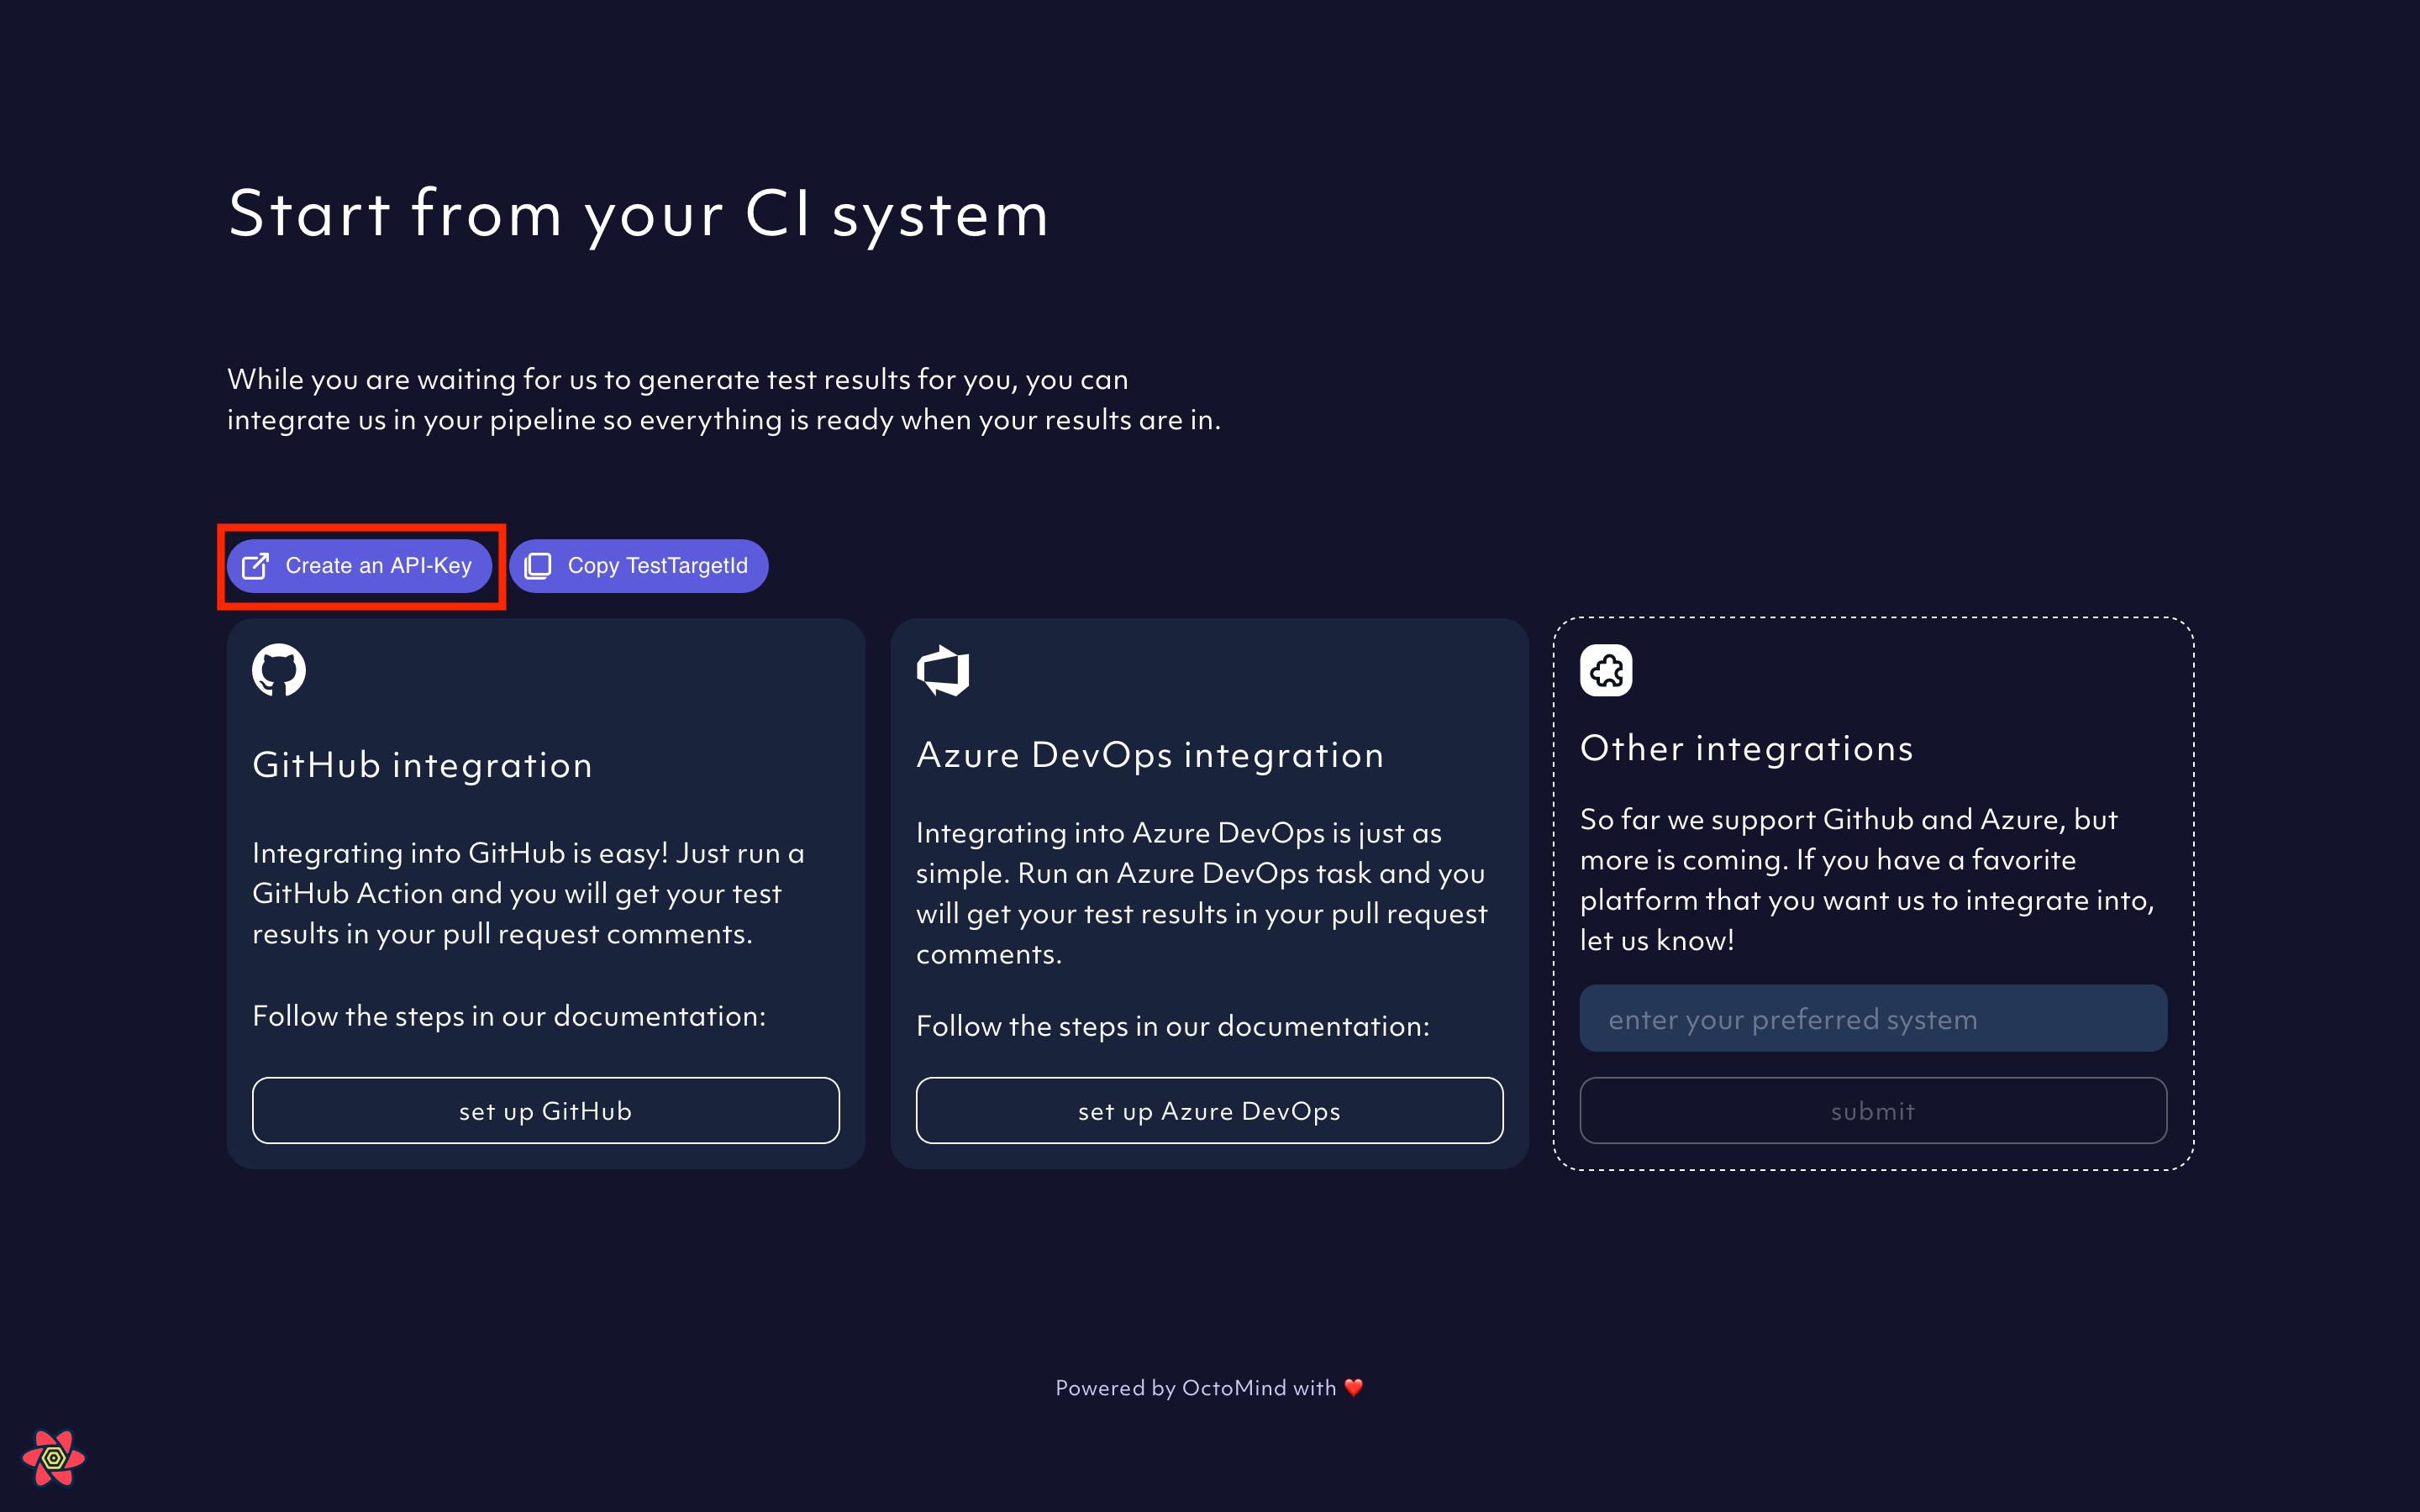 Start from your CI system
While you are waiting for us to generate test results for you, you can
integrate us in your pipeline so everything is ready when your results are in.
Create an API-Key
Copy TestTargetId
GitHub integration
Integrating into GitHub is easy! Just run a
GitHub Action and you will get your test
results in your pull request comments.
Follow the steps in our documentation:
set up GitHub
Azure DevOps integration
Integrating into Azure DevOps is just as
simple. Run an Azure DevOps task and you
will get your test results in your pull request
comments.
Follow the steps in our documentation:
set up Azure DevOps
Other integrations
So far we support Github and Azure, but
more is coming. If you have a favorite
platform that you want us to integrate into,
let us know!
enter your preferred system
submit
Powered by OctoMind with ❤️